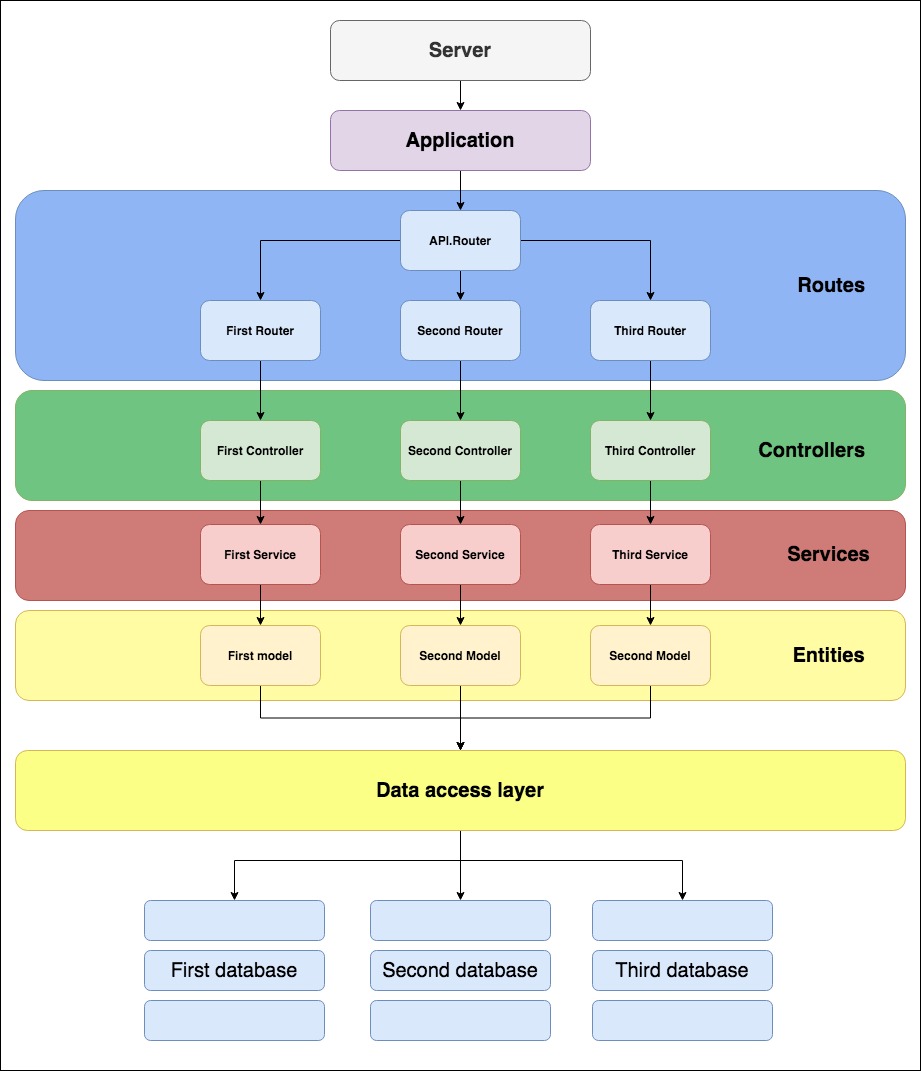 Server
Application
API.Router
Routes
First Router
Second Router
Third Router
First Controller
Second Controller
Third Controller
Controllers
First Service
Second Service
Third Service
Services
First model
Second Model
Second Model
Entities
Data access layer
First database
Second database
Third database